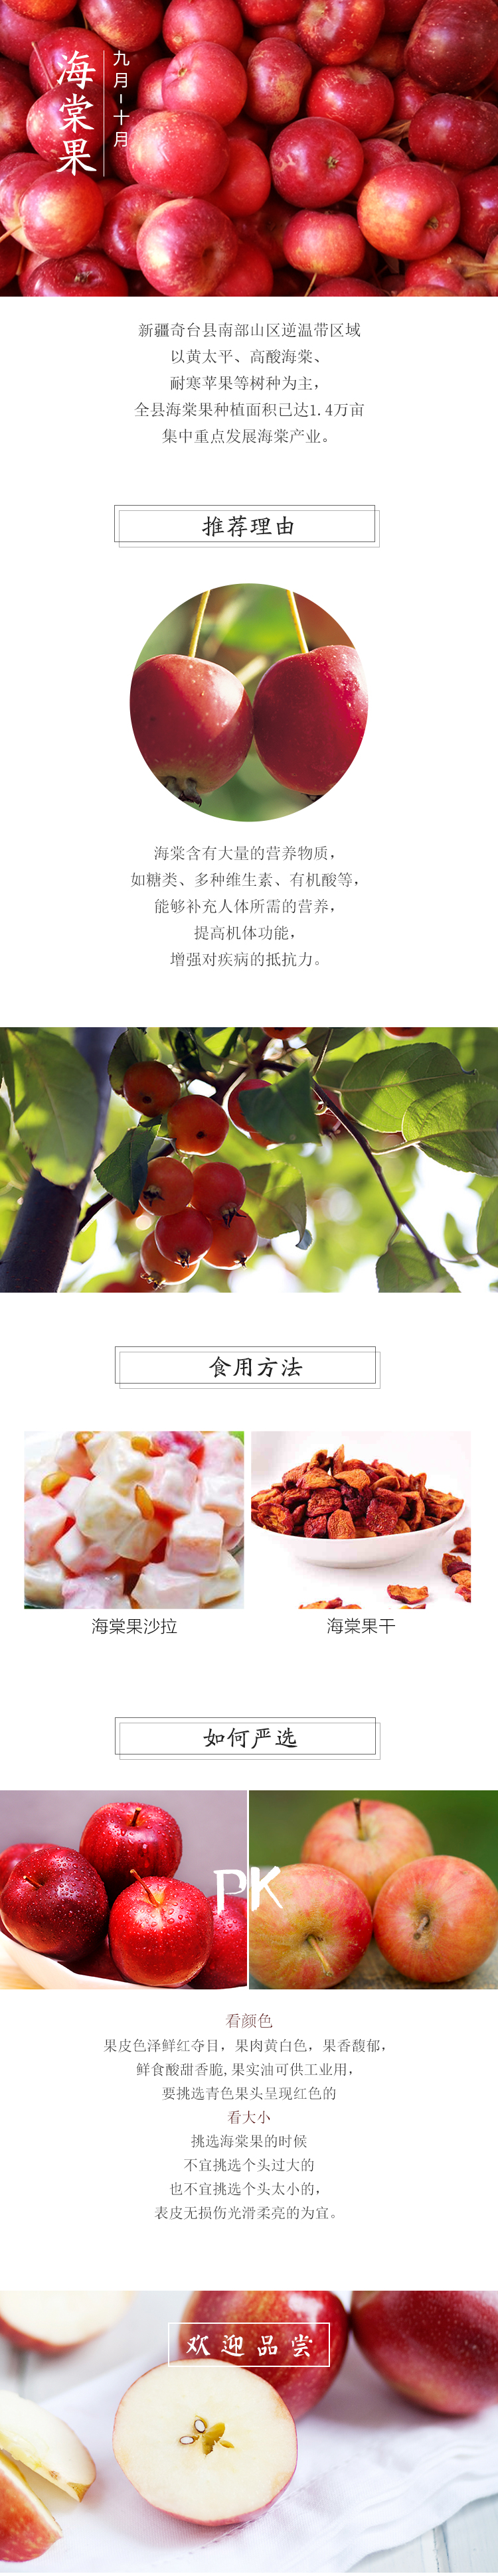 海棠果
九月-十月
新疆奇台县南部山区逆温带区域
以黄太平、高酸海棠、
耐寒苹果等树种为主，
全县海棠果种植面积已达1.4万亩
集中重点发展海棠产业。
推荐理由
海棠含有大量的营养物质，
如糖类、多种维生素、有机酸等，
能够补充人体所需的营养，
提高机体功能，
增强对疾病的抵抗力。
食用方法
海棠果沙拉
海棠果干
如何严选
PK
看颜色
果皮色泽鲜红夺目，果肉黄白色，果香馥郁，
鲜食酸甜香脆,果实油可供工业用，
要挑选青色果头呈现红色的
看大小
挑选海棠果的时候
不宜挑选个头过大的
也不宜挑选个头太小的，
表皮无损伤光滑柔亮的为宜。
欢迎品尝